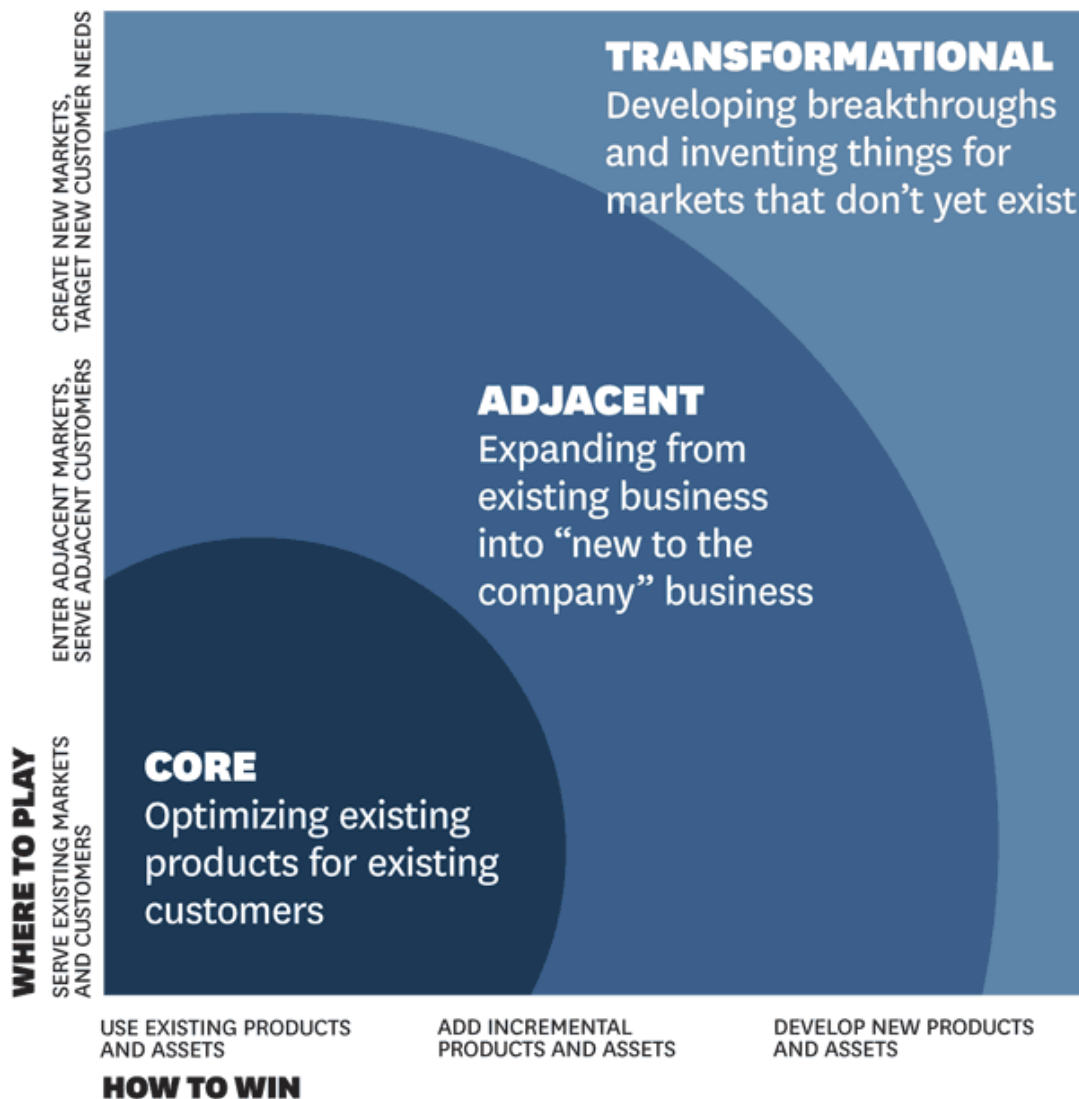 TRANSFORMATIONAL
Developing breakthroughs
and inventing things for
markets that don’t yet exist
ADJACENT
Expanding from
existing business
into “new to the
company” business
CORE
Optimizing existing
products for existing
customers
WHERE TO PLAY
CREATE NEW MARKETS,
TARGET NEW CUSTOMER NEEDS
ENTER ADJACENT MARKETS,
SERVE ADJACENT CUSTOMERS
SERVE EXISTING MARKETS
AND CUSTOMERS
USE EXISTING PRODUCTS
AND ASSETS
ADD INCREMENTAL
PRODUCTS AND ASSETS
DEVELOP NEW PRODUCTS
AND ASSETS
HOW TO WIN